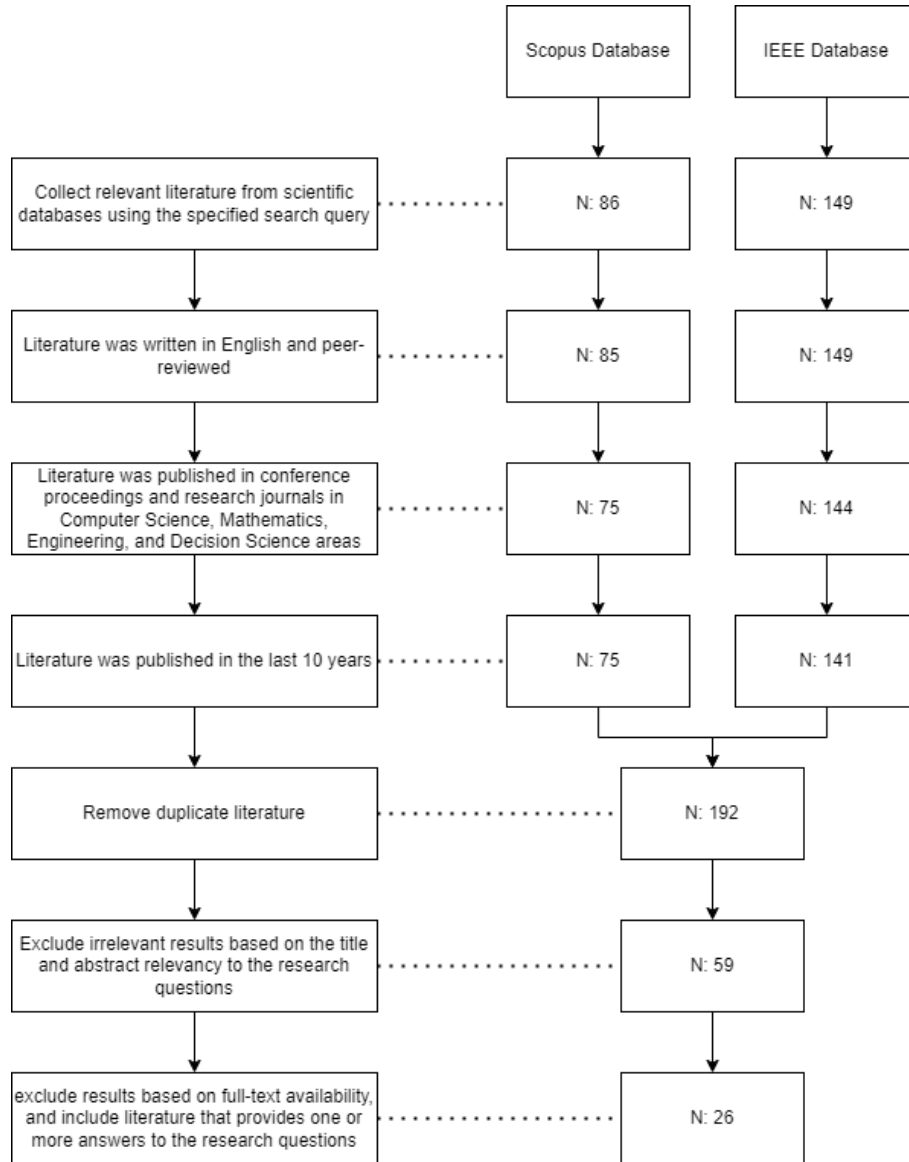 Scopus Database
IEEE Database
Collect relevant literature from scientific
databases using the specified search query
N: 86
N: 149
Literature was written in English and peer-
reviewed
N: 85
N: 149
Literature was published in conference
proceedings and research journals in
Computer Science, Mathematics,
Engineering, and Decision Science areas
N: 75
N: 144
Literature was published in the last 10 years
N: 75
N: 141
Remove duplicate literature
N: 192
Exclude irrelevant results based on the title
and abstract relevancy to the research
questions
N: 59
exclude results based on full-text availability,
and include literature that provides one or
more answers to the research questions
N: 26